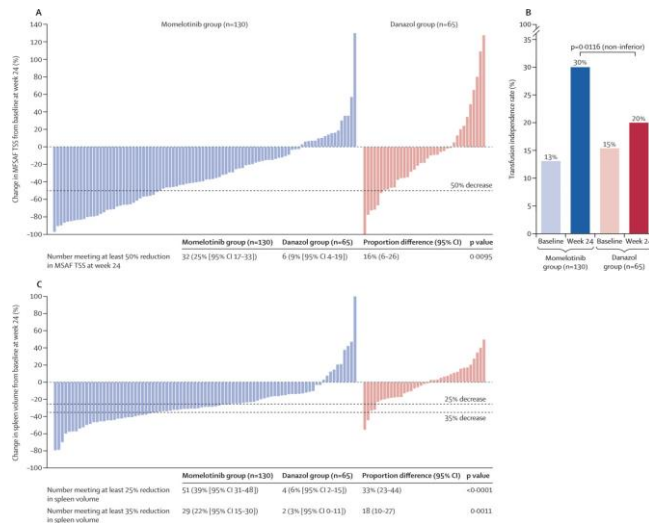 A
Momelotinib group (n=130)
Danazol group (n=65)
Change in MSAF TSS from baseline at week 24 (%)
140
120
100
80
60
40
20
0
-20
-40
-60
-80
-100
50% decrease
Momelotinib group (n=130) Danazol group (n=65) Proportion difference (95% CI) p value
Number meeting at least 50% reduction 32 (25% [95% CI 17–33]) 6 (9% [95% CI 4–19]) 16% (6–26) 0·0095
in MSAF TSS at week 24
B
Transfusion independence rate (%)
100
35
30
25
20
15
10
5
0
p=0·0116 (non-inferior)
13%
30%
15%
20%
Baseline Week 24 Baseline Week 24
Momelotinib Danazol
group (n=130) group (n=65)
C
Change in spleen volume from baseline at week 24 (%)
100
80
60
40
20
0
-20
-40
-60
-80
-100
25% decrease
35% decrease
Momelotinib group (n=130) Danazol group (n=65) Proportion difference (95% CI) p value
Number meeting at least 25% reduction 51 (39% [95% CI 31–48]) 4 (6% [95% CI 2–15]) 33% (23–44) <0·0001
in spleen volume
Number meeting at least 35% reduction 29 (22% [95% CI 15–30]) 2 (3% [95% CI 0–11]) 18 (10–27) 0·0011
in spleen volume